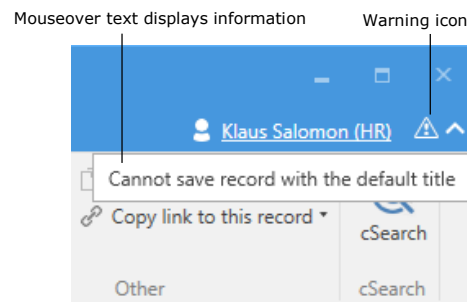 Mouseover text displays information
Warning icon
Klaus Salomon (HR)
Cannot save record with the default title
Copy link to this record
cSearch
Other
cSearch